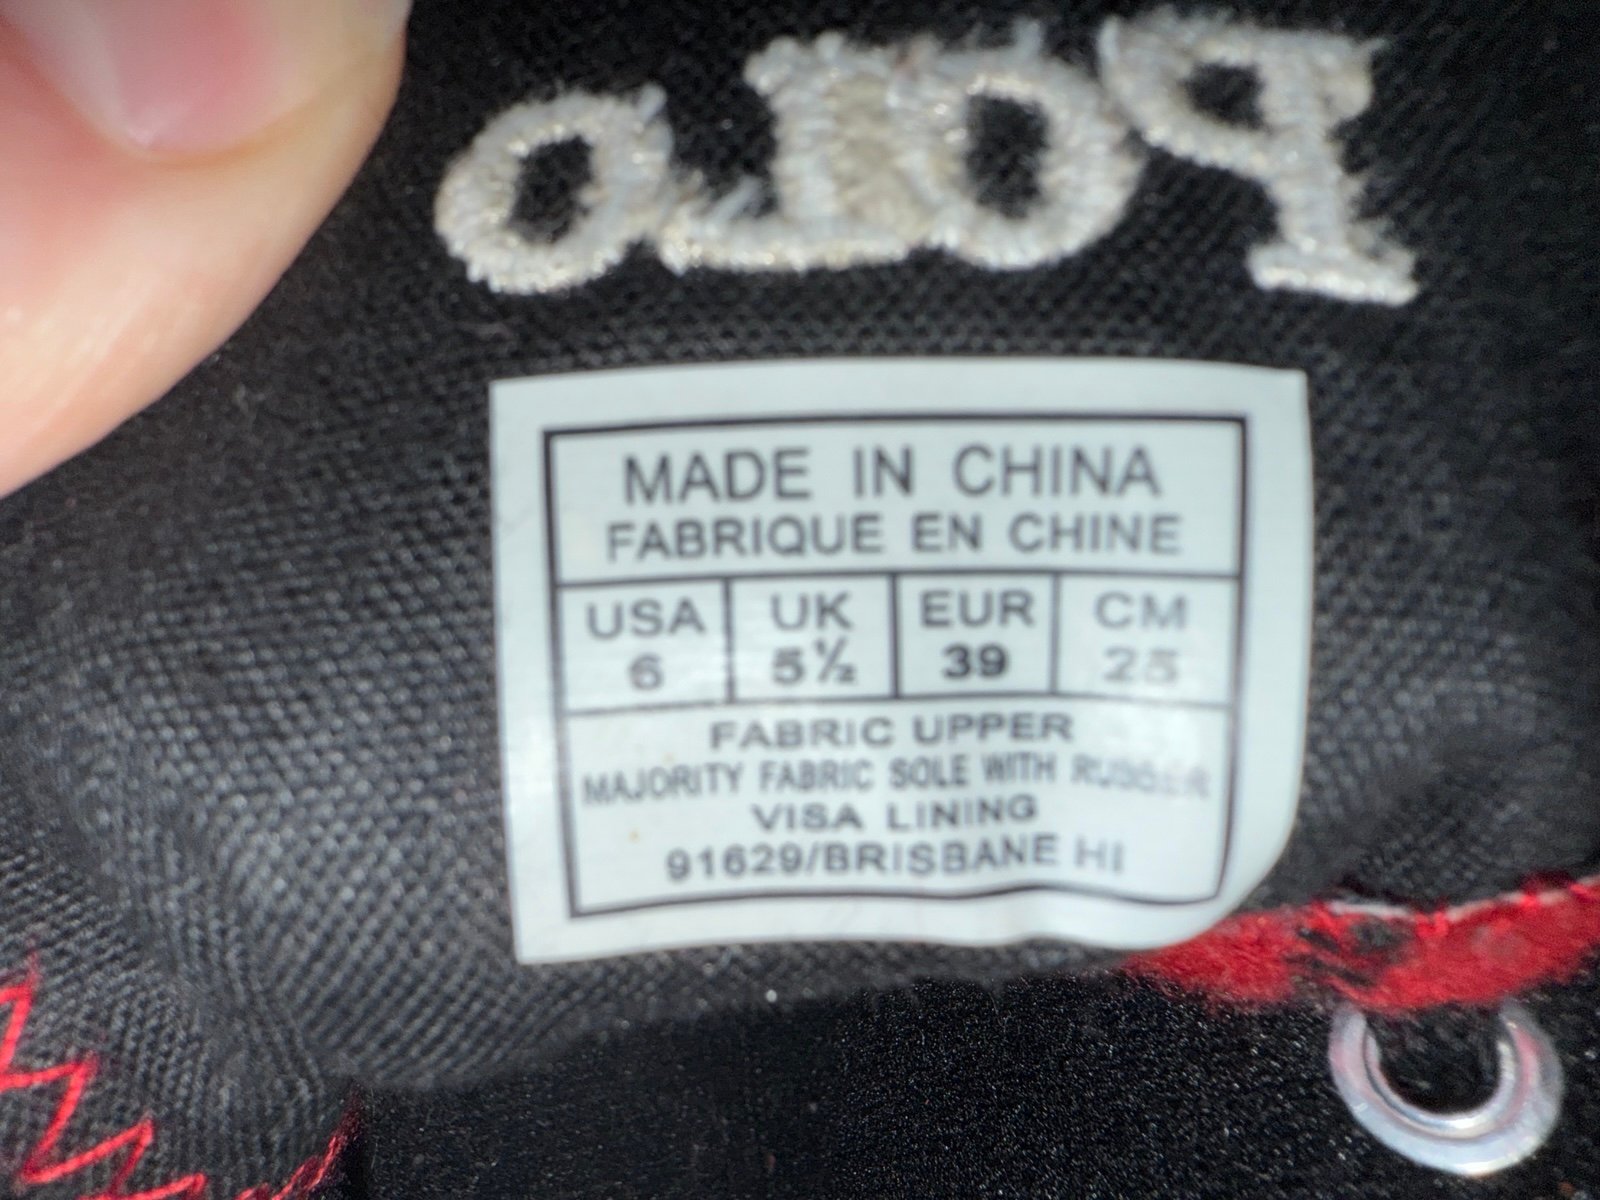 Polo
MADE IN CHINA
FABRIQUE EN CHINE
USA UK EUR CM
6 5½ 39 25
FABRIC UPPER
MAJORITY FABRIC SOLE WITH RUBBER
VISA LINING
91629/BRISBANE HI